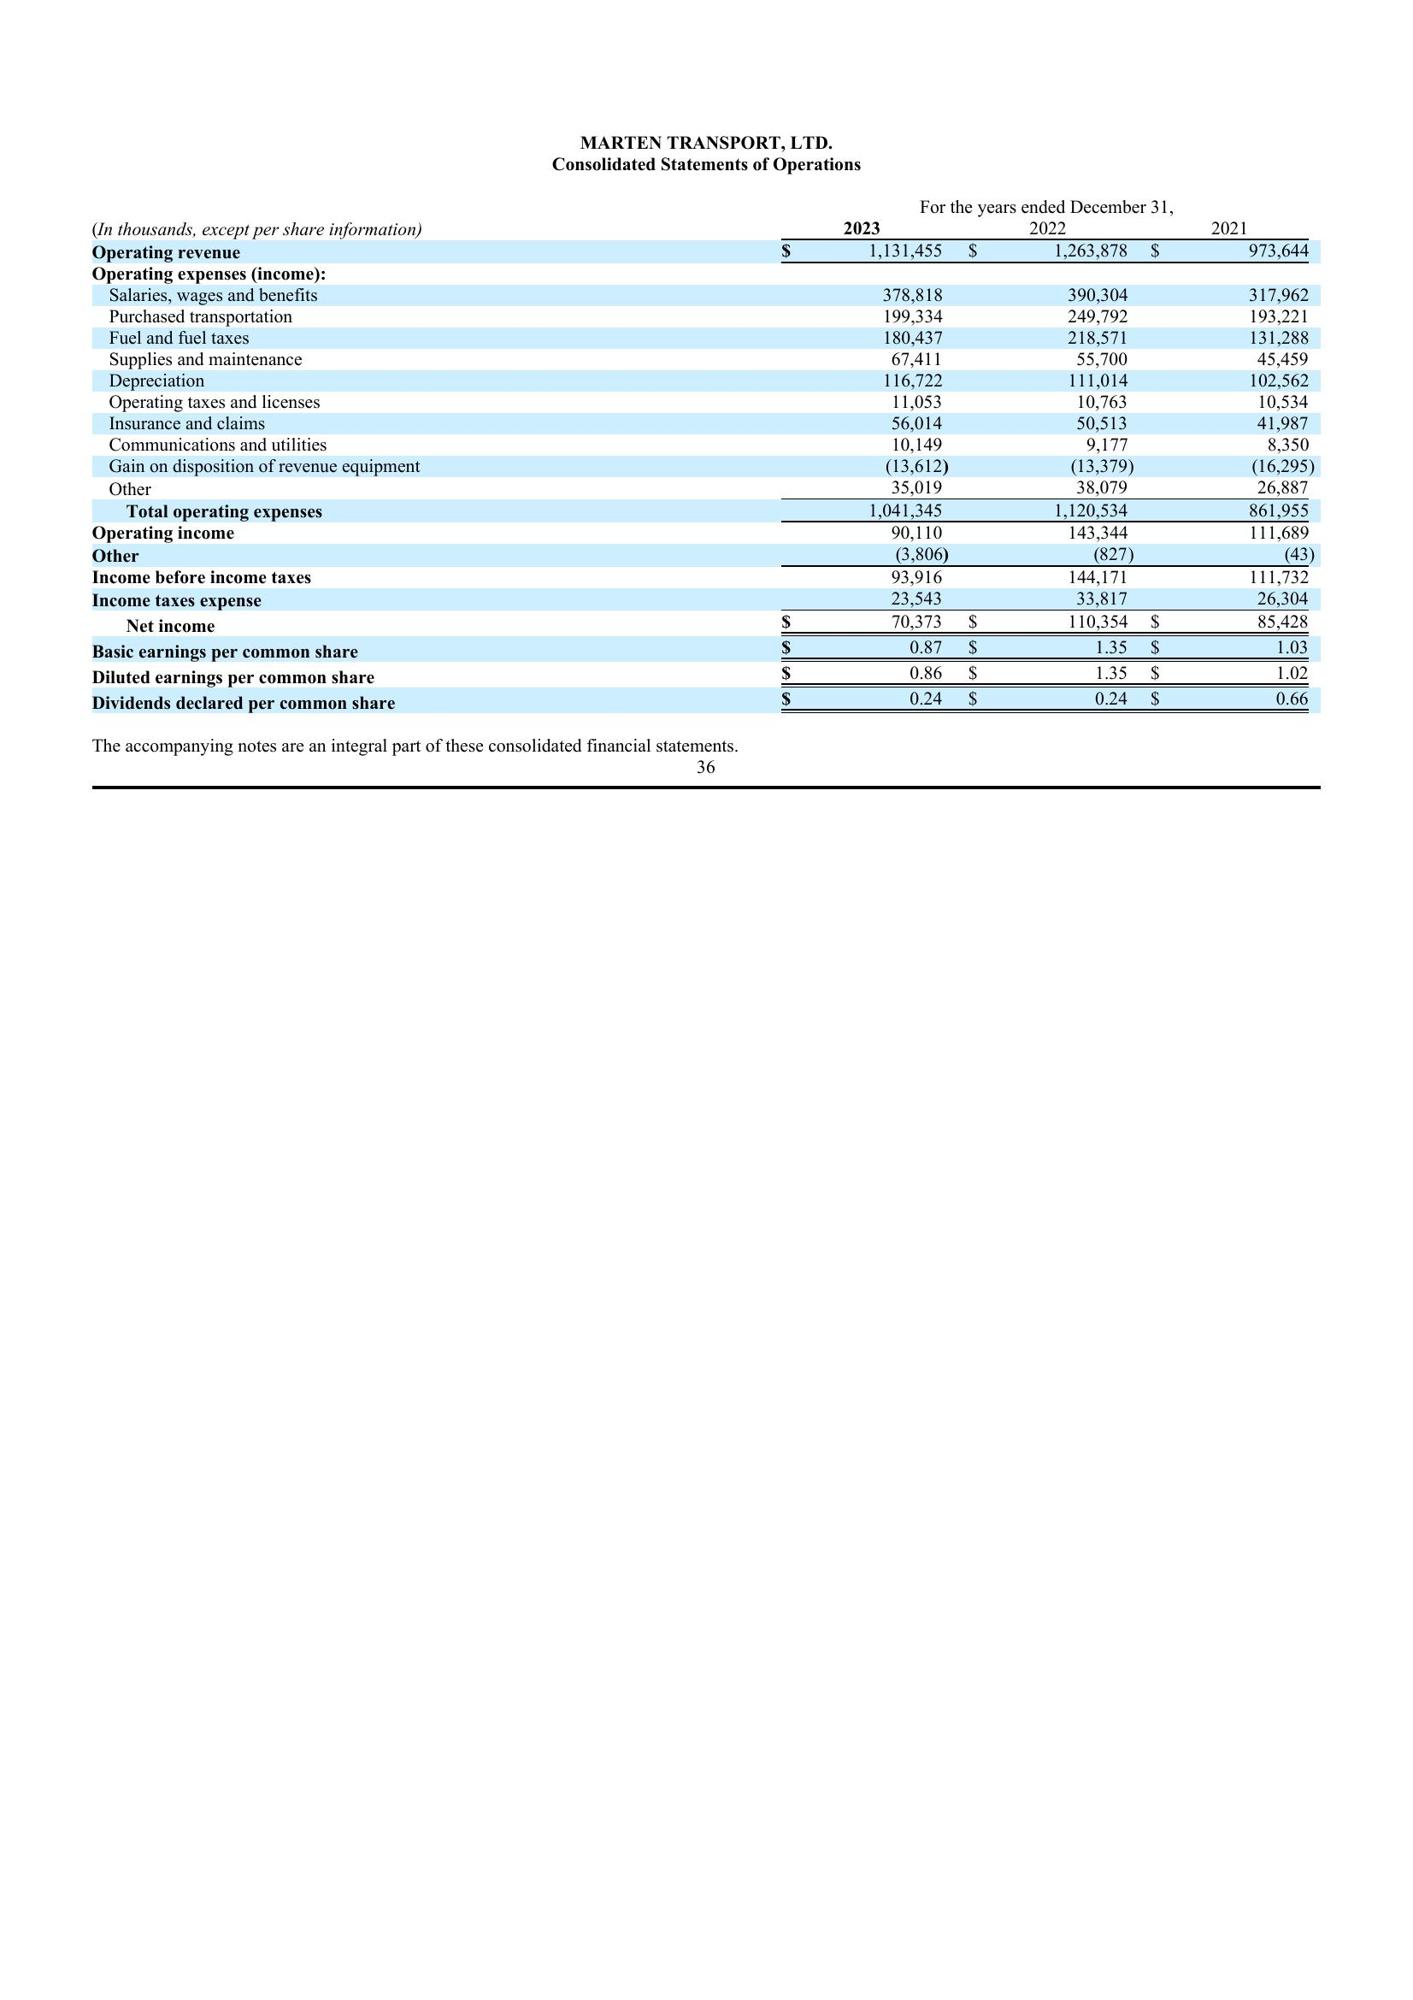 MARTEN TRANSPORT, LTD.
Consolidated Statements of Operations
For the years ended December 31,
(In thousands, except per share information) 2023 2022 2021
Operating revenue $ 1,131,455 $ 1,263,878 $ 973,644
Operating expenses (income):
Salaries, wages and benefits 378,818 390,304 317,962
Purchased transportation 199,334 249,792 193,221
Fuel and fuel taxes 180,437 218,571 131,288
Supplies and maintenance 67,411 55,700 45,459
Depreciation 116,722 111,014 102,562
Operating taxes and licenses 11,053 10,763 10,534
Insurance and claims 56,014 50,513 41,987
Communications and utilities 10,149 9,177 8,350
Gain on disposition of revenue equipment (13,612) (13,379) (16,295)
Other 35,019 38,079 26,887
Total operating expenses 1,041,345 1,120,534 861,955
Operating income 90,110 143,344 111,689
Other (3,806) (827) (43)
Income before income taxes 93,916 144,171 111,732
Income taxes expense 23,543 33,817 26,304
Net income $ 70,373 $ 110,354 $ 85,428
Basic earnings per common share $ 0.87 $ 1.35 $ 1.03
Diluted earnings per common share $ 0.86 $ 1.35 $ 1.02
Dividends declared per common share $ 0.24 $ 0.24 $ 0.66
The accompanying notes are an integral part of these consolidated financial statements.
36